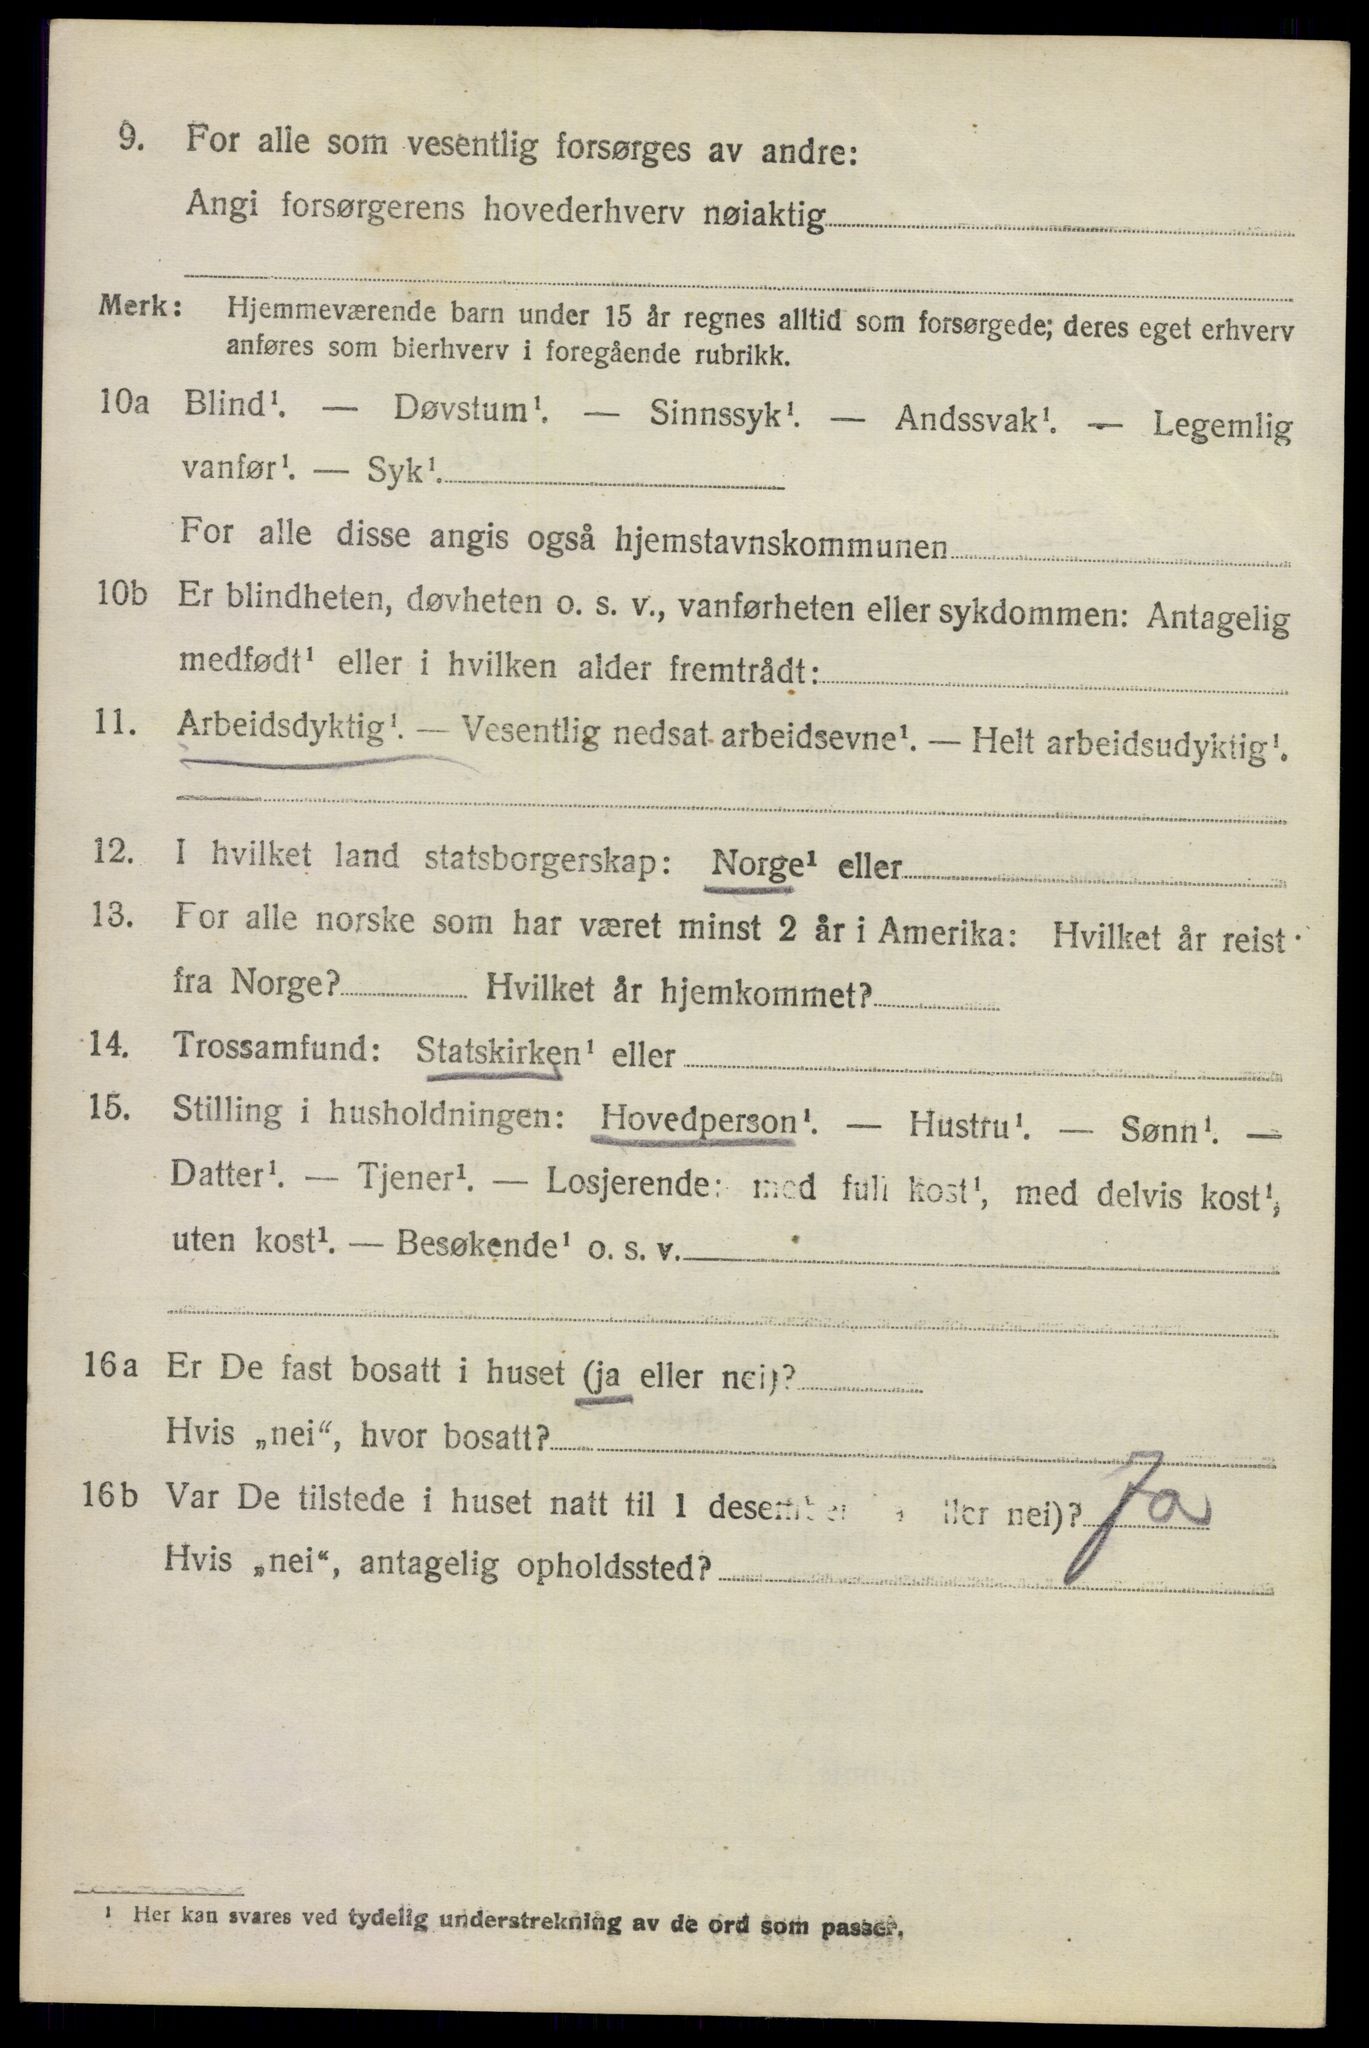 9. For alle som vesentlig forsørges av andre:
Angi forsørgerens hovederhverv nøiaktig
Merk: Hjemmeværende barn under 15 år regnes alltid som forsørgede; deres eget erhverv
anføres som bierhverv i foregående rubrikk.
10a Blind¹. — Døvstum¹. — Sinnssyk¹. — Andssvak¹. — Legemlig
vanfør¹. — Syk¹.
For alle disse angis også hjemstavnskommunen
10b Er blindheten, døvheten o. s. v., vanførheten eller sykdommen: Antagelig
medfødt¹ eller i hvilken alder fremtrådt:
11. Arbeidsdyktig¹. — Vesentlig nedsat arbeidsevne¹. — Helt arbeidsudyktig¹.
12. I hvilket land statsborgerskap: Norge¹ eller
13. For alle norske som har været minst 2 år i Amerika: Hvilket år reist
fra Norge? Hvilket år hjemkommet?
14. Trossamfund: Statskirken¹ eller
15. Stilling i husholdningen: Hovedperson¹. — Hustru¹. — Sønn¹. —
Datter¹. — Tjener¹. — Losjerende: med full kost¹, med delvis kost¹,
uten kost¹. — Besøkende¹ o. s. v.
16a Er De fast bosatt i huset (ja eller nei)?
Hvis „nei“, hvor bosatt?
16b Var De tilstede i huset natt til 1 desember eller nei)? Ja
Hvis „nei“, antagelig opholdssted?
¹ Her kan svares ved tydelig understrekning av de ord som passer.